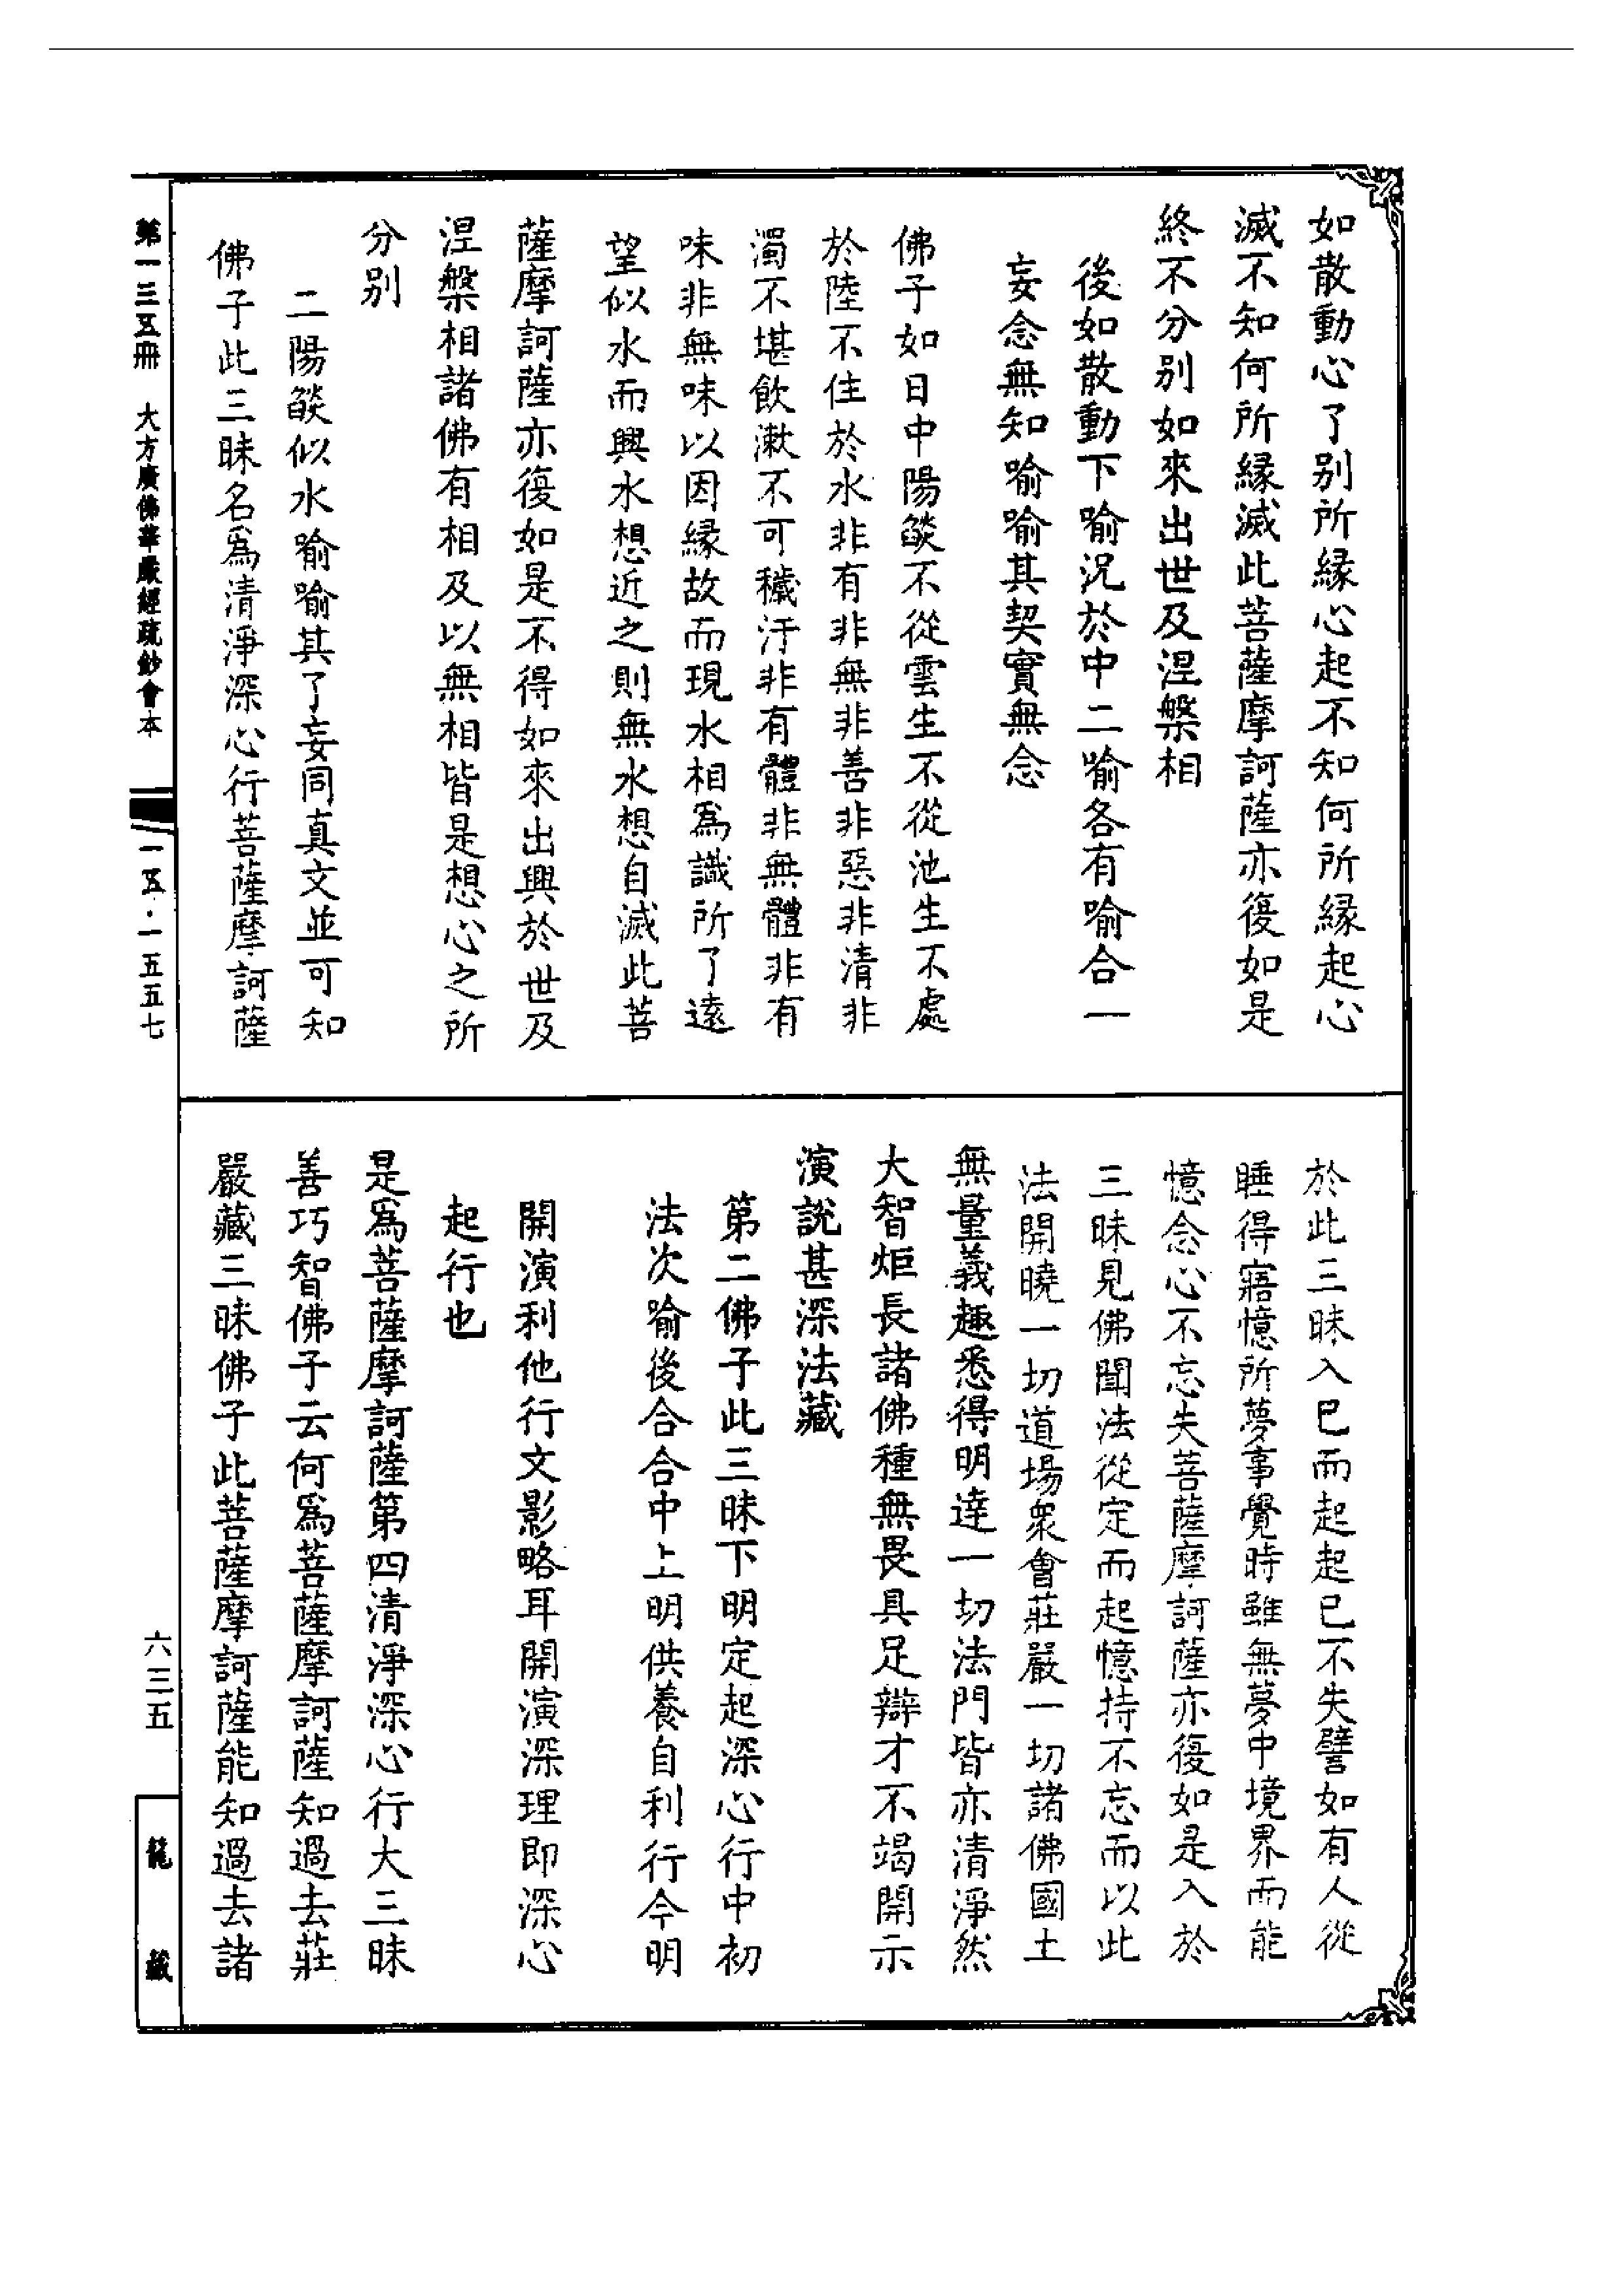 如散動心了别所緣心起不知何所緣起心
滅不知何所緣滅此菩薩摩訶薩亦復如是
終不分别如來出世及涅槃相
後如散動下喻況於中二喻各有喻合一
妄念無知喻喻其契實無念
佛子如日中陽燄不從雲生不從池生不處
於陸不住於水非有非無非善非惡非清非
濁不堪飲漱不可穢汙非有體非無體非有
味非無味以因緣故而現水相爲識所了遠
望似水而興水想近之則無水想自滅此菩
薩摩訶薩亦復如是不得如來出興於世及
涅槃相諸佛有相及以無相皆是想心之所
分别
二陽燄似水喻喻其了妄同真文並可知
佛子此三昧名爲清淨深心行菩薩摩訶薩
於此三昧入巳而起起已不失譬如有人從
睡得寤憶所夢事覺時雖無夢中境界而能
憶念心不忘失菩薩摩訶薩亦復如是入於
三昧見佛聞法從定而起憶持不忘而以此
法開曉一切道場衆會莊嚴一切諸佛國土
無量義趣悉得明達一切法門皆亦清淨然
大智炬長諸佛種無畏具足辯才不竭開示
演說甚深法藏
第二佛子此三昧下明定起深心行中初
法次喻後合合中上明供養自利行今明
開演利他行文影略耳開演深理即深心
起行也
是爲菩薩摩訶薩第四清淨深心行大三昧
善巧智佛子云何爲菩薩摩訶薩知過去莊
嚴藏三昧佛子此菩薩摩訶薩能知過去諸
第一三五冊　大方廣佛華嚴經疏鈔會本
一五·一五五七
六三五
龍藏